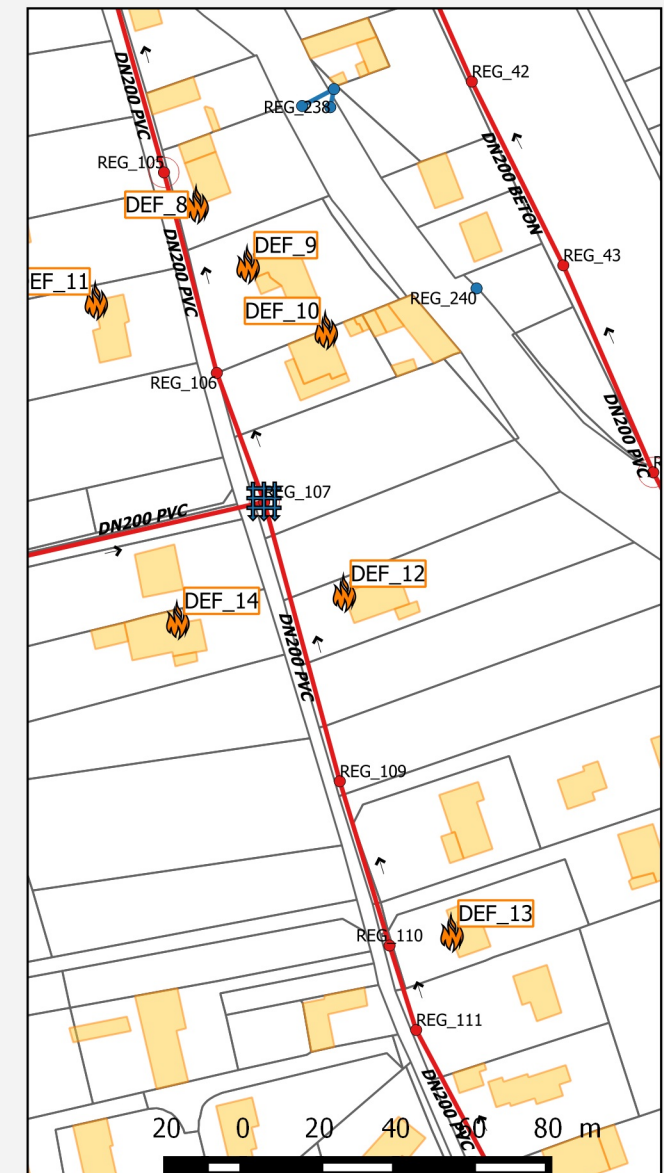 REG_42
DN200 PVC
REG_238
DN200 BETON
REG_105
DEF_8
DEF_9
REG_43
DN200 PVC
EF_11
REG_240
DEF_10
REG_106
DN200 PVC
R
EG_107
DN200 PVC
DEF_12
DEF_14
DN200 PVC
REG_109
DEF_13
REG_110
REG_111
DN200 PVC
20 0 20 40 60 80 m